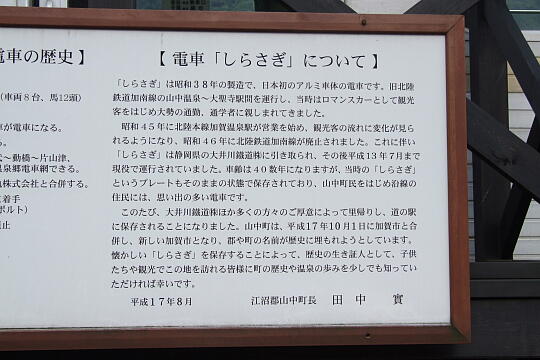 電車の歴史】
(車両8台、馬12頭)
車が電車になる。
る。
〜動橋〜片山津、
温泉郷電車網できる。
株式会社と合併する。
着手
ボルト)
止
【 電車「しらさぎ」について 】
「しらさぎ」は昭和38年の製造で、日本初のアルミ車体の電車です。旧北陸
鉄道加南線の山中温泉〜大聖寺駅間を運行し、当時はロマンスカーとして観光
客をはじめ大勢の通勤、通学者に親しまれてきました。
昭和45年に北陸本線加賀温泉駅が営業を始め、観光客の流れに変化が見ら
れるようになり、昭和46年に北陸鉄道加南線が廃止されました。これに伴い
「しらさぎ」は静岡県の大井川鐵道㈱に引き取られ、その後平成13年7月まで
現役で運行されていました。車齢は40数年になりますが、当時の「しらさぎ」
というプレートもそのままの状態で保存されており、山中町民をはじめ沿線の
住民には、思い出の多い電車です。
このたび、大井川鐵道㈱ほか多くの方々のご厚意によって里帰りし、道の駅
に保存されることになりました。山中町は、平成17年10月1日に加賀市と合
併し、新しい加賀市となり、郡や町の名前が歴史に埋もれようとしています。
懐かしい「しらさぎ」を保存することによって、歴史の生き証人として、子供
たちや観光でこの地を訪れる皆様に町の歴史や温泉の歩みを少しでも知ってい
ただければ幸いです。
平成17年8月 江沼郡山中町長 田中 實